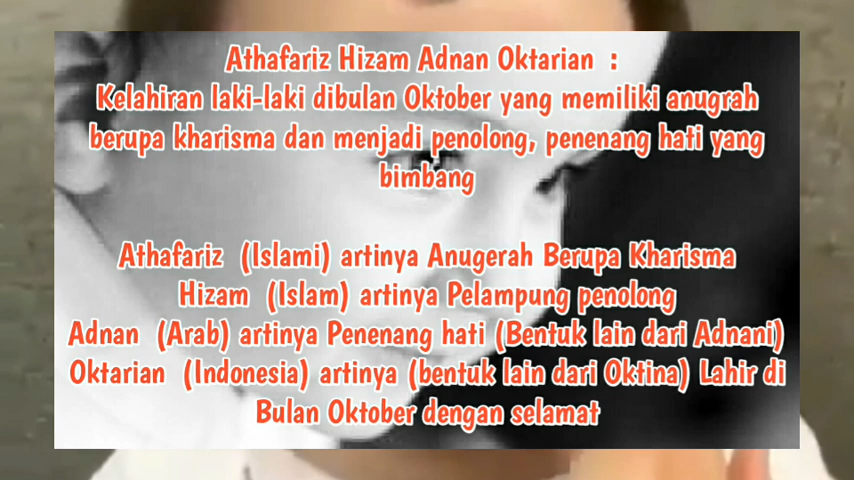 Athafariz Hizam Adnan Oktarian :
Kelahiran laki-laki dibulan Oktober yang memiliki anugrah
berupa kharisma dan menjadi penolong, penenang hati yang
bimbang
Athafariz (Islami) artinya Anugerah Berupa Kharisma
Hizam (Islam) artinya Pelampung penolong
Adnan (Arab) artinya Penenang hati (Bentuk lain dari Adnani)
Oktarian (Indonesia) artinya (bentuk lain dari Oktina) Lahir di
Bulan Oktober dengan selamat